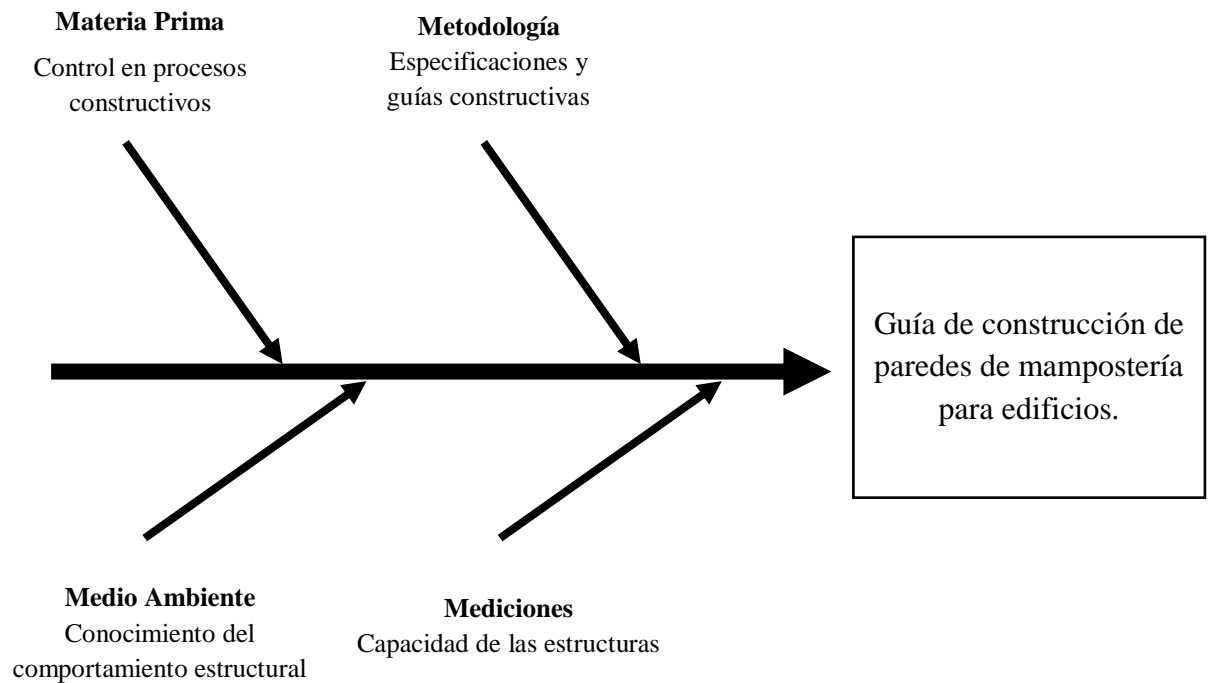 Materia Prima
Control en procesos
constructivos
Metodología
Especificaciones y
guías constructivas
Guía de construcción de
paredes de mampostería
para edificios.
Medio Ambiente
Conocimiento del
comportamiento estructural
Mediciones
Capacidad de las estructuras